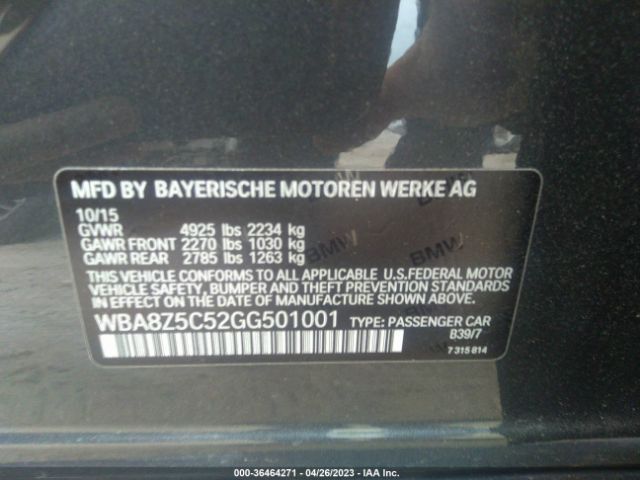 MFD BY BAYERISCHE MOTOREN WERKE AG
10/15
GVWR 4925 lbs 2234 kg
GAWR FRONT 2270 lbs 1030 kg
GAWR REAR 2785 lbs 1263 kg
THIS VEHICLE CONFORMS TO ALL APPLICABLE U.S.FEDERAL MOTOR
VEHICLE SAFETY, BUMPER, AND THEFT PREVENTION STANDARDS
IN EFFECT ON THE DATE OF MANUFACTURE SHOWN ABOVE.
WBA8Z5C52GG501001 TYPE: PASSENGER CAR
B39/7
7 315 814
BMW
BMW
BMW
000-36464271 - 04/26/2023 - IAA Inc.